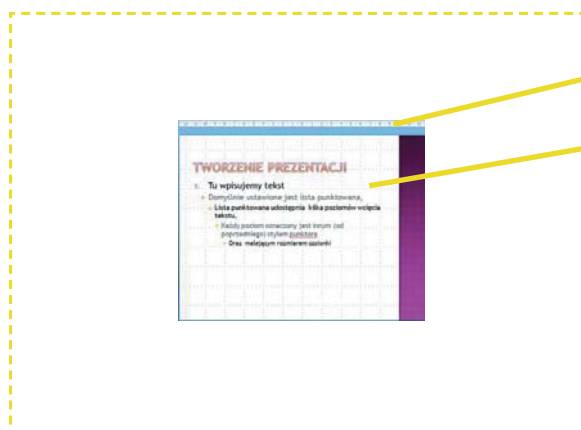 TWORZENIE PREZENTACJI
Tu wpisujemy tekst
Domyślnie ustawione jest lista punktowana,
Lista punktowana udostępnia kilka poziomów wcięcia
tekstu,
Każdy poziom oznaczony jest innym (od
poprzedniego) stylem punktora
Oraz malejącym rozmiarem czcionki